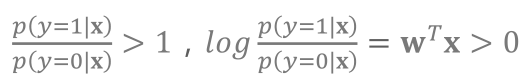 p(y=1|𝐱)/p(y=0|𝐱) > 1 , log p(y=1|𝐱)/p(y=0|𝐱) = 𝐰ᵀ𝐱 > 0